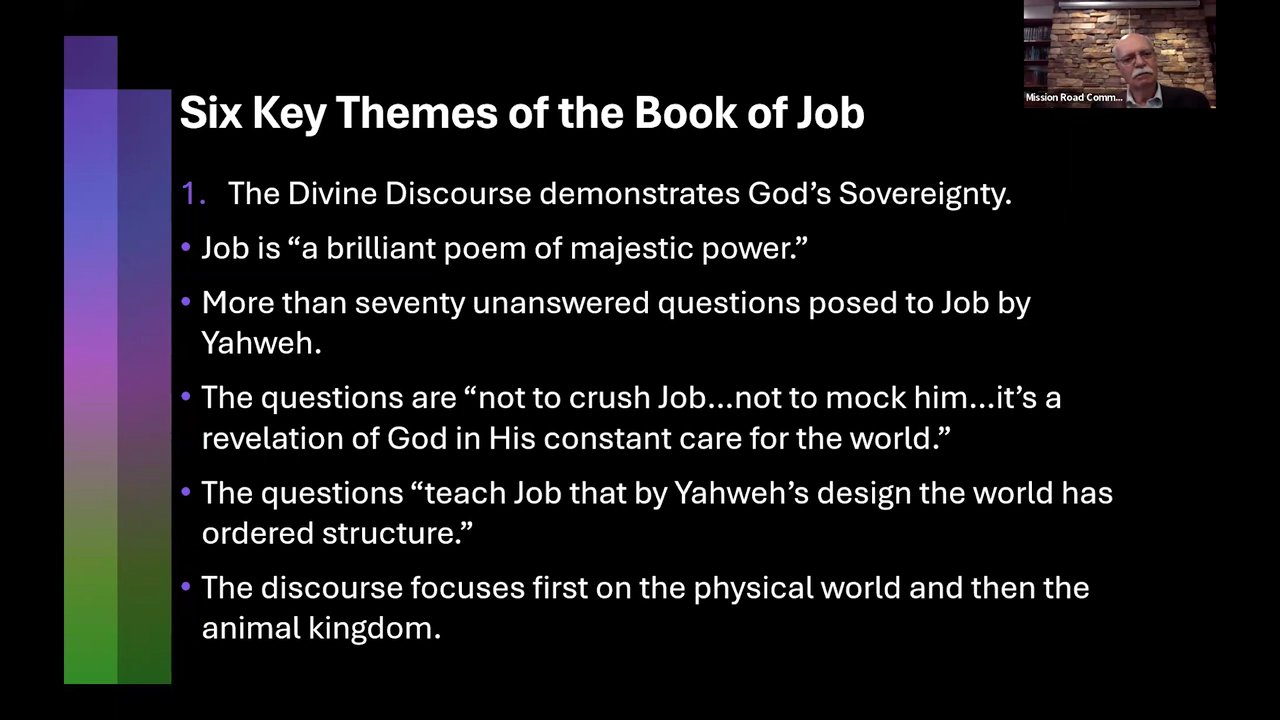 Mission Road Comm...
Six Key Themes of the Book of Job
1. The Divine Discourse demonstrates God’s Sovereignty.
• Job is “a brilliant poem of majestic power.”
• More than seventy unanswered questions posed to Job by
Yahweh.
• The questions are “not to crush Job...not to mock him...it’s a
revelation of God in His constant care for the world.”
• The questions “teach Job that by Yahweh’s design the world has
ordered structure.”
• The discourse focuses first on the physical world and then the
animal kingdom.